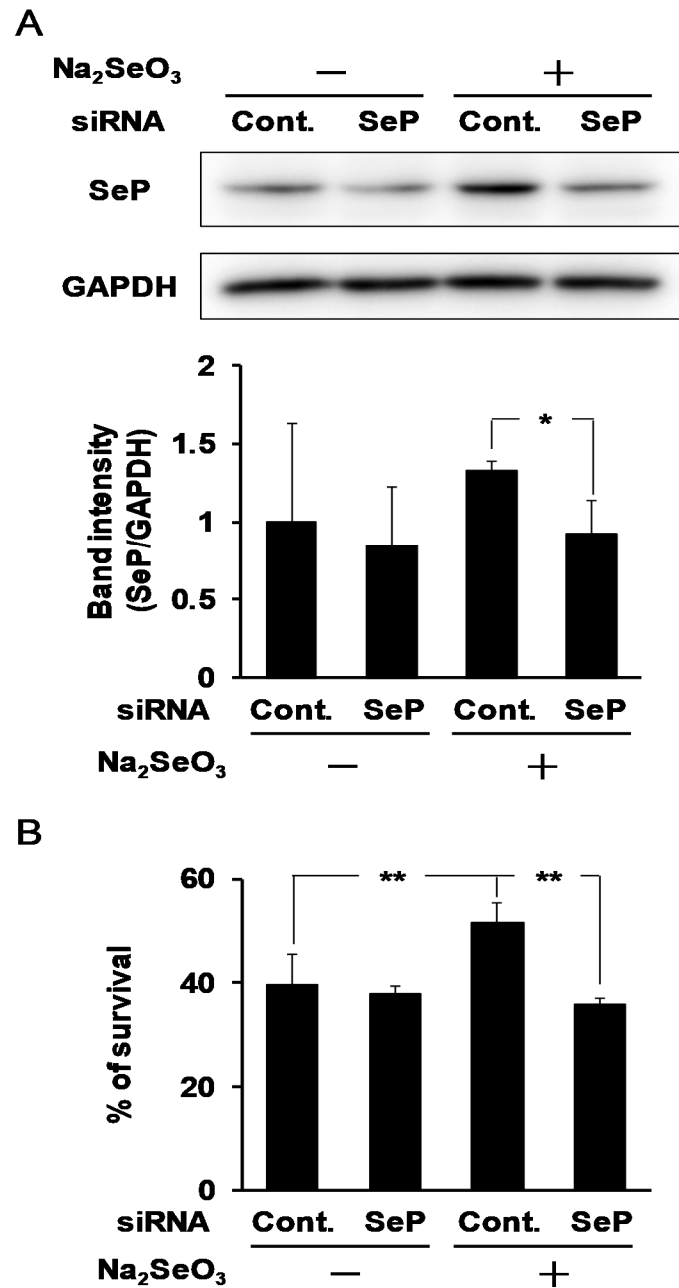 A
Na₂SeO₃ — +
siRNA Cont. SeP Cont. SeP
SeP
GAPDH
2
1.5
1
0.5
0
Band intensity
(SeP/GAPDH)
*
siRNA Cont. SeP Cont. SeP
Na₂SeO₃ — +
B
60
40
20
0
% of survival
** **
siRNA Cont. SeP Cont. SeP
Na₂SeO₃ — +